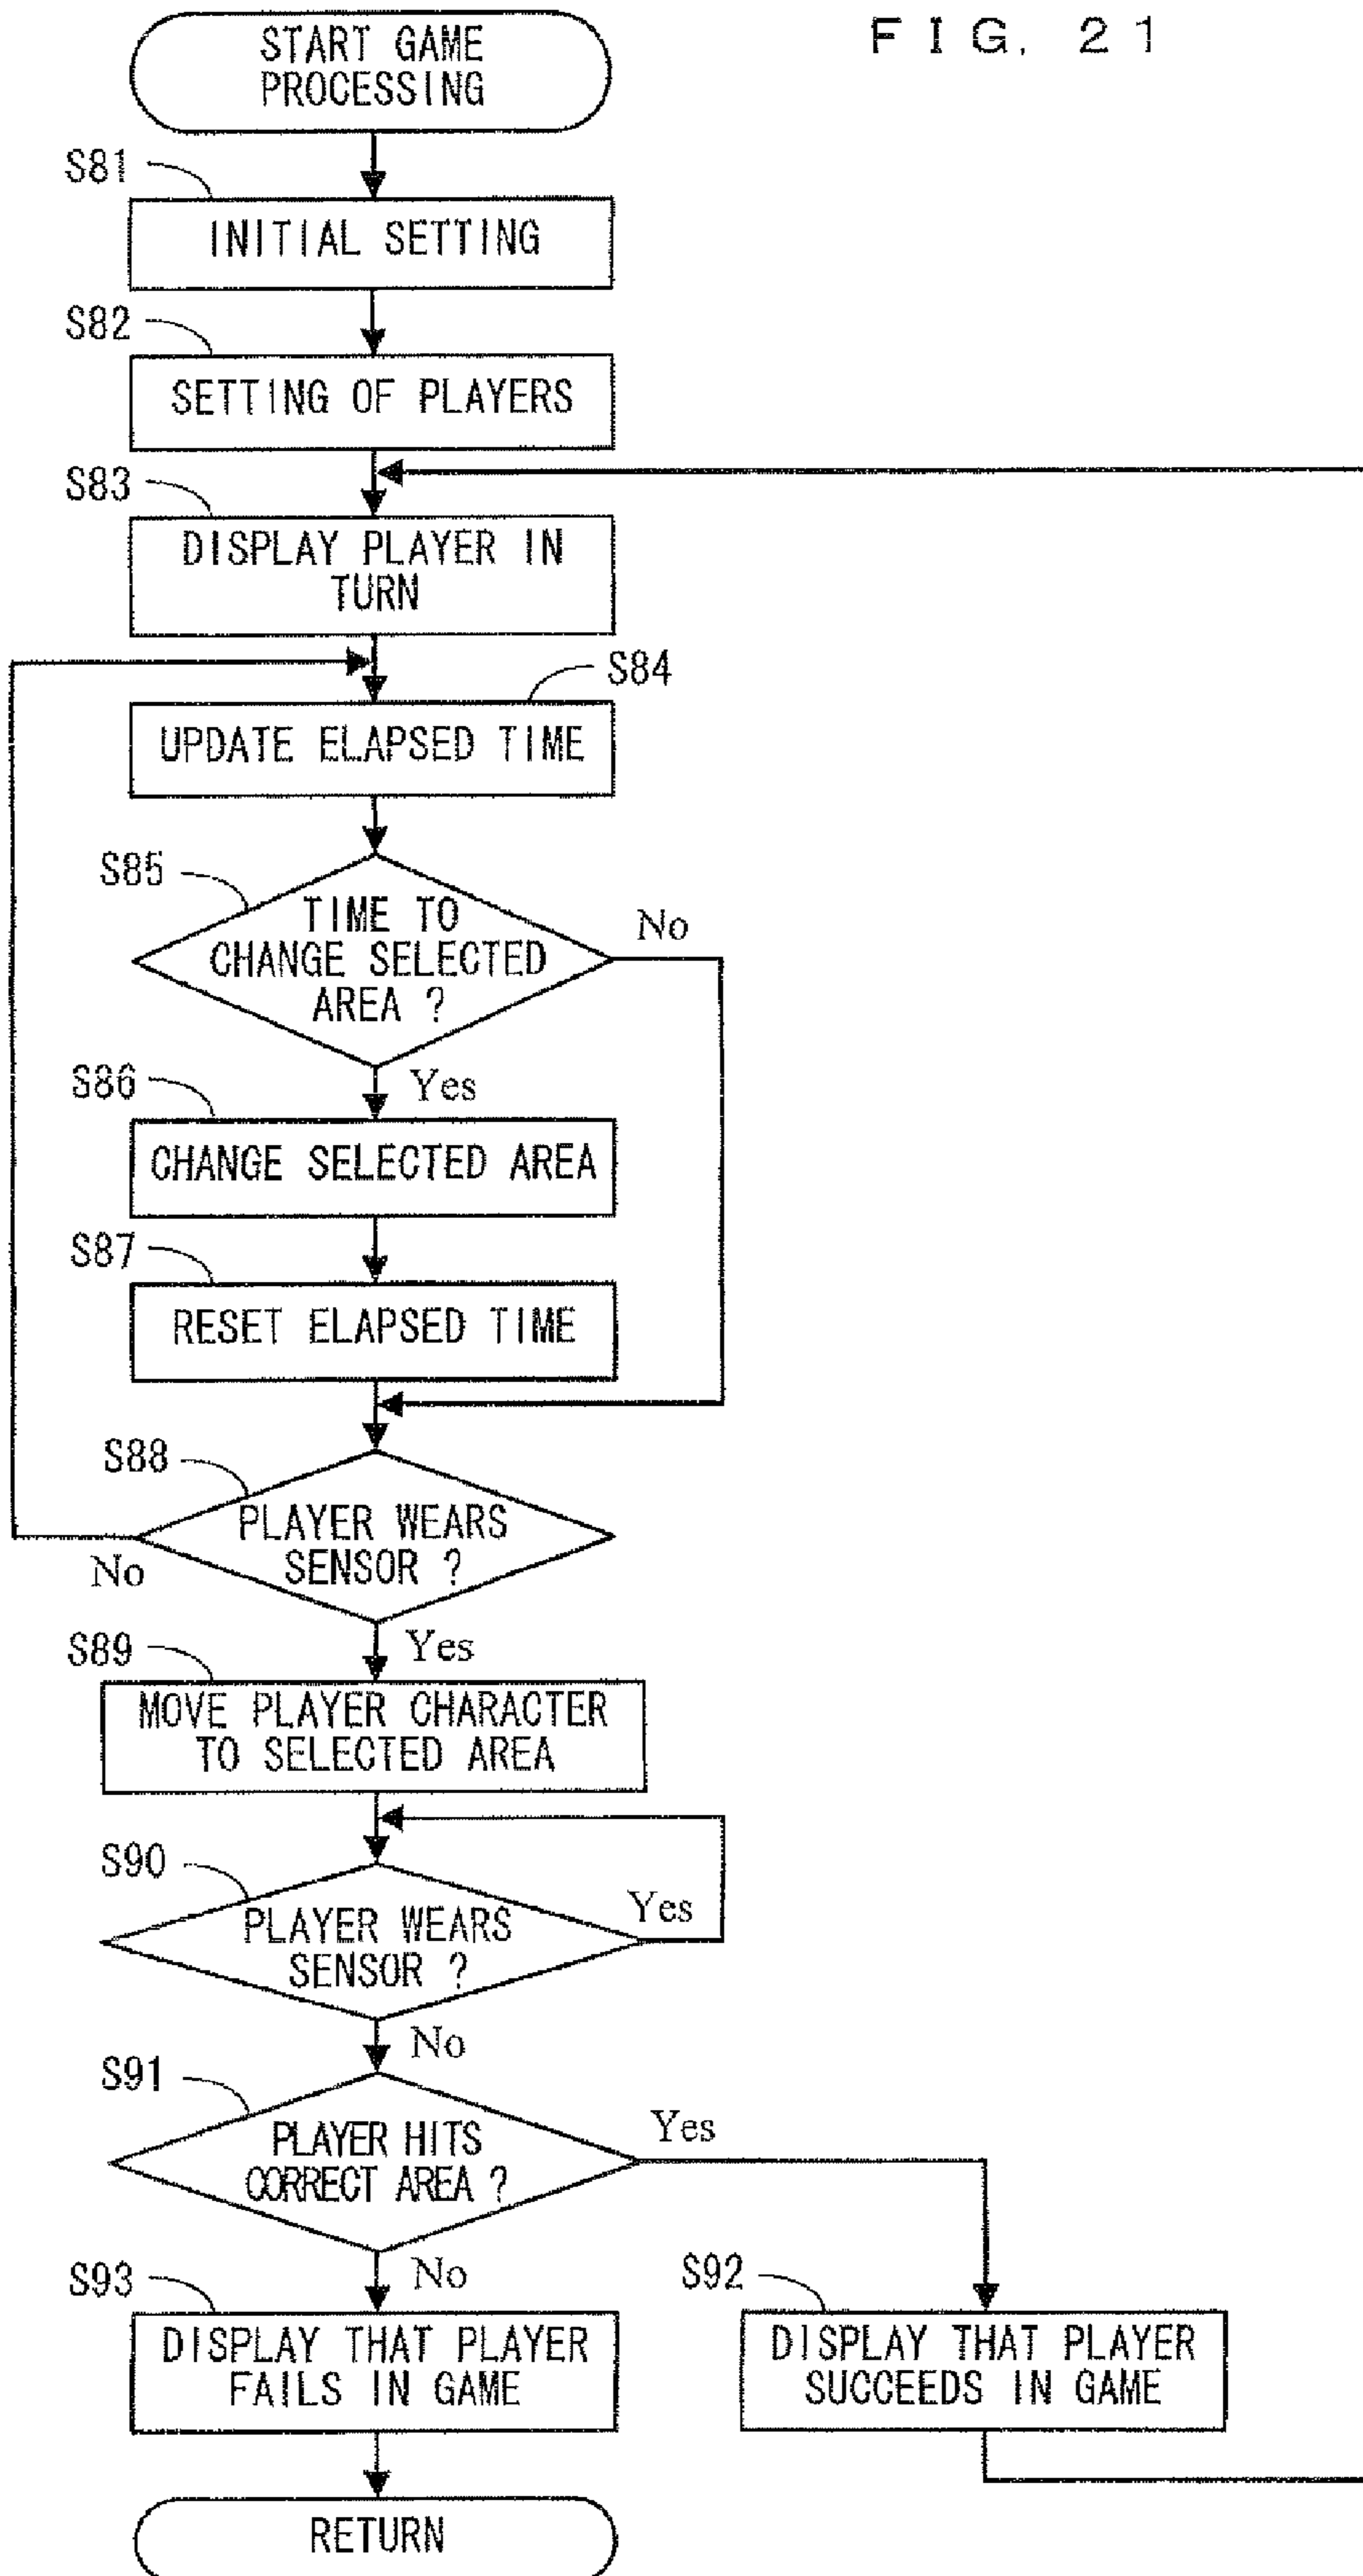 FIG. 21
START GAME
PROCESSING
S81
INITIAL SETTING
S82
SETTING OF PLAYERS
S83
DISPLAY PLAYER IN
TURN
S84
UPDATE ELAPSED TIME
S85
TIME TO
CHANGE SELECTED
AREA ?
No
Yes
S86
CHANGE SELECTED AREA
S87
RESET ELAPSED TIME
S88
PLAYER WEARS
SENSOR ?
No
Yes
S89
MOVE PLAYER CHARACTER
TO SELECTED AREA
S90
PLAYER WEARS
SENSOR ?
Yes
No
S91
PLAYER HITS
CORRECT AREA ?
Yes
No
S93
DISPLAY THAT PLAYER
FAILS IN GAME
S92
DISPLAY THAT PLAYER
SUCCEEDS IN GAME
RETURN